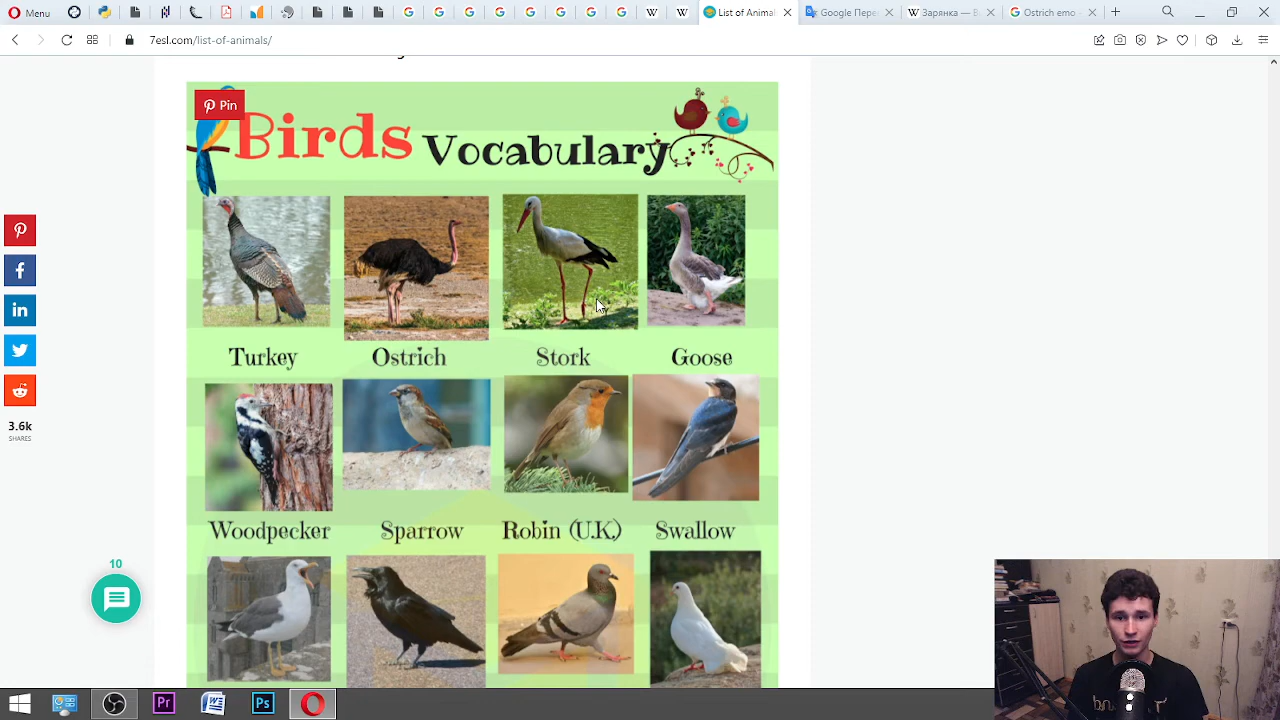 Menu
List of Animal
Google Пере
Зарянка — В
Ostrich emo -
7esl.com/list-of-animals/
Pin
Birds Vocabulary
Turkey Ostrich Stork Goose
Woodpecker Sparrow Robin (U.K.) Swallow
3.6k
SHARES
10